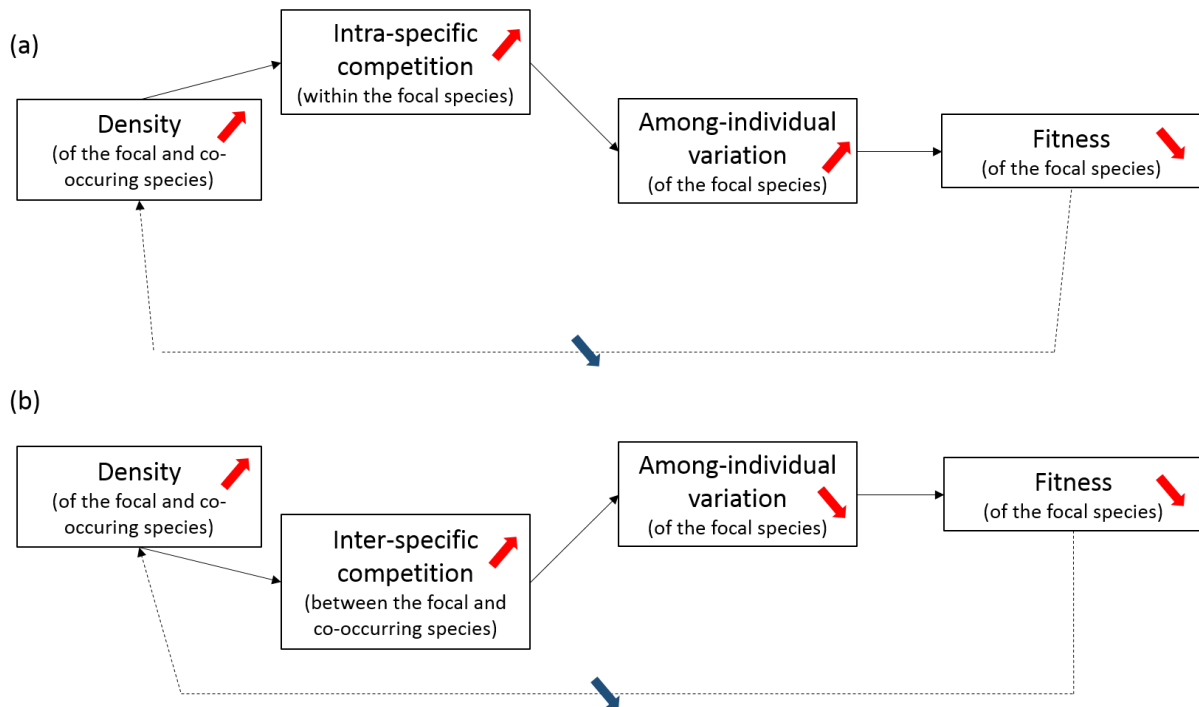 (a)
Intra-specific
competition
(within the focal species)
Density
(of the focal and co-
occuring species)
Among-individual
variation
(of the focal species)
Fitness
(of the focal species)
(b)
Density
(of the focal and co-
occuring species)
Inter-specific
competition
(between the focal and
co-occurring species)
Among-individual
variation
(of the focal species)
Fitness
(of the focal species)